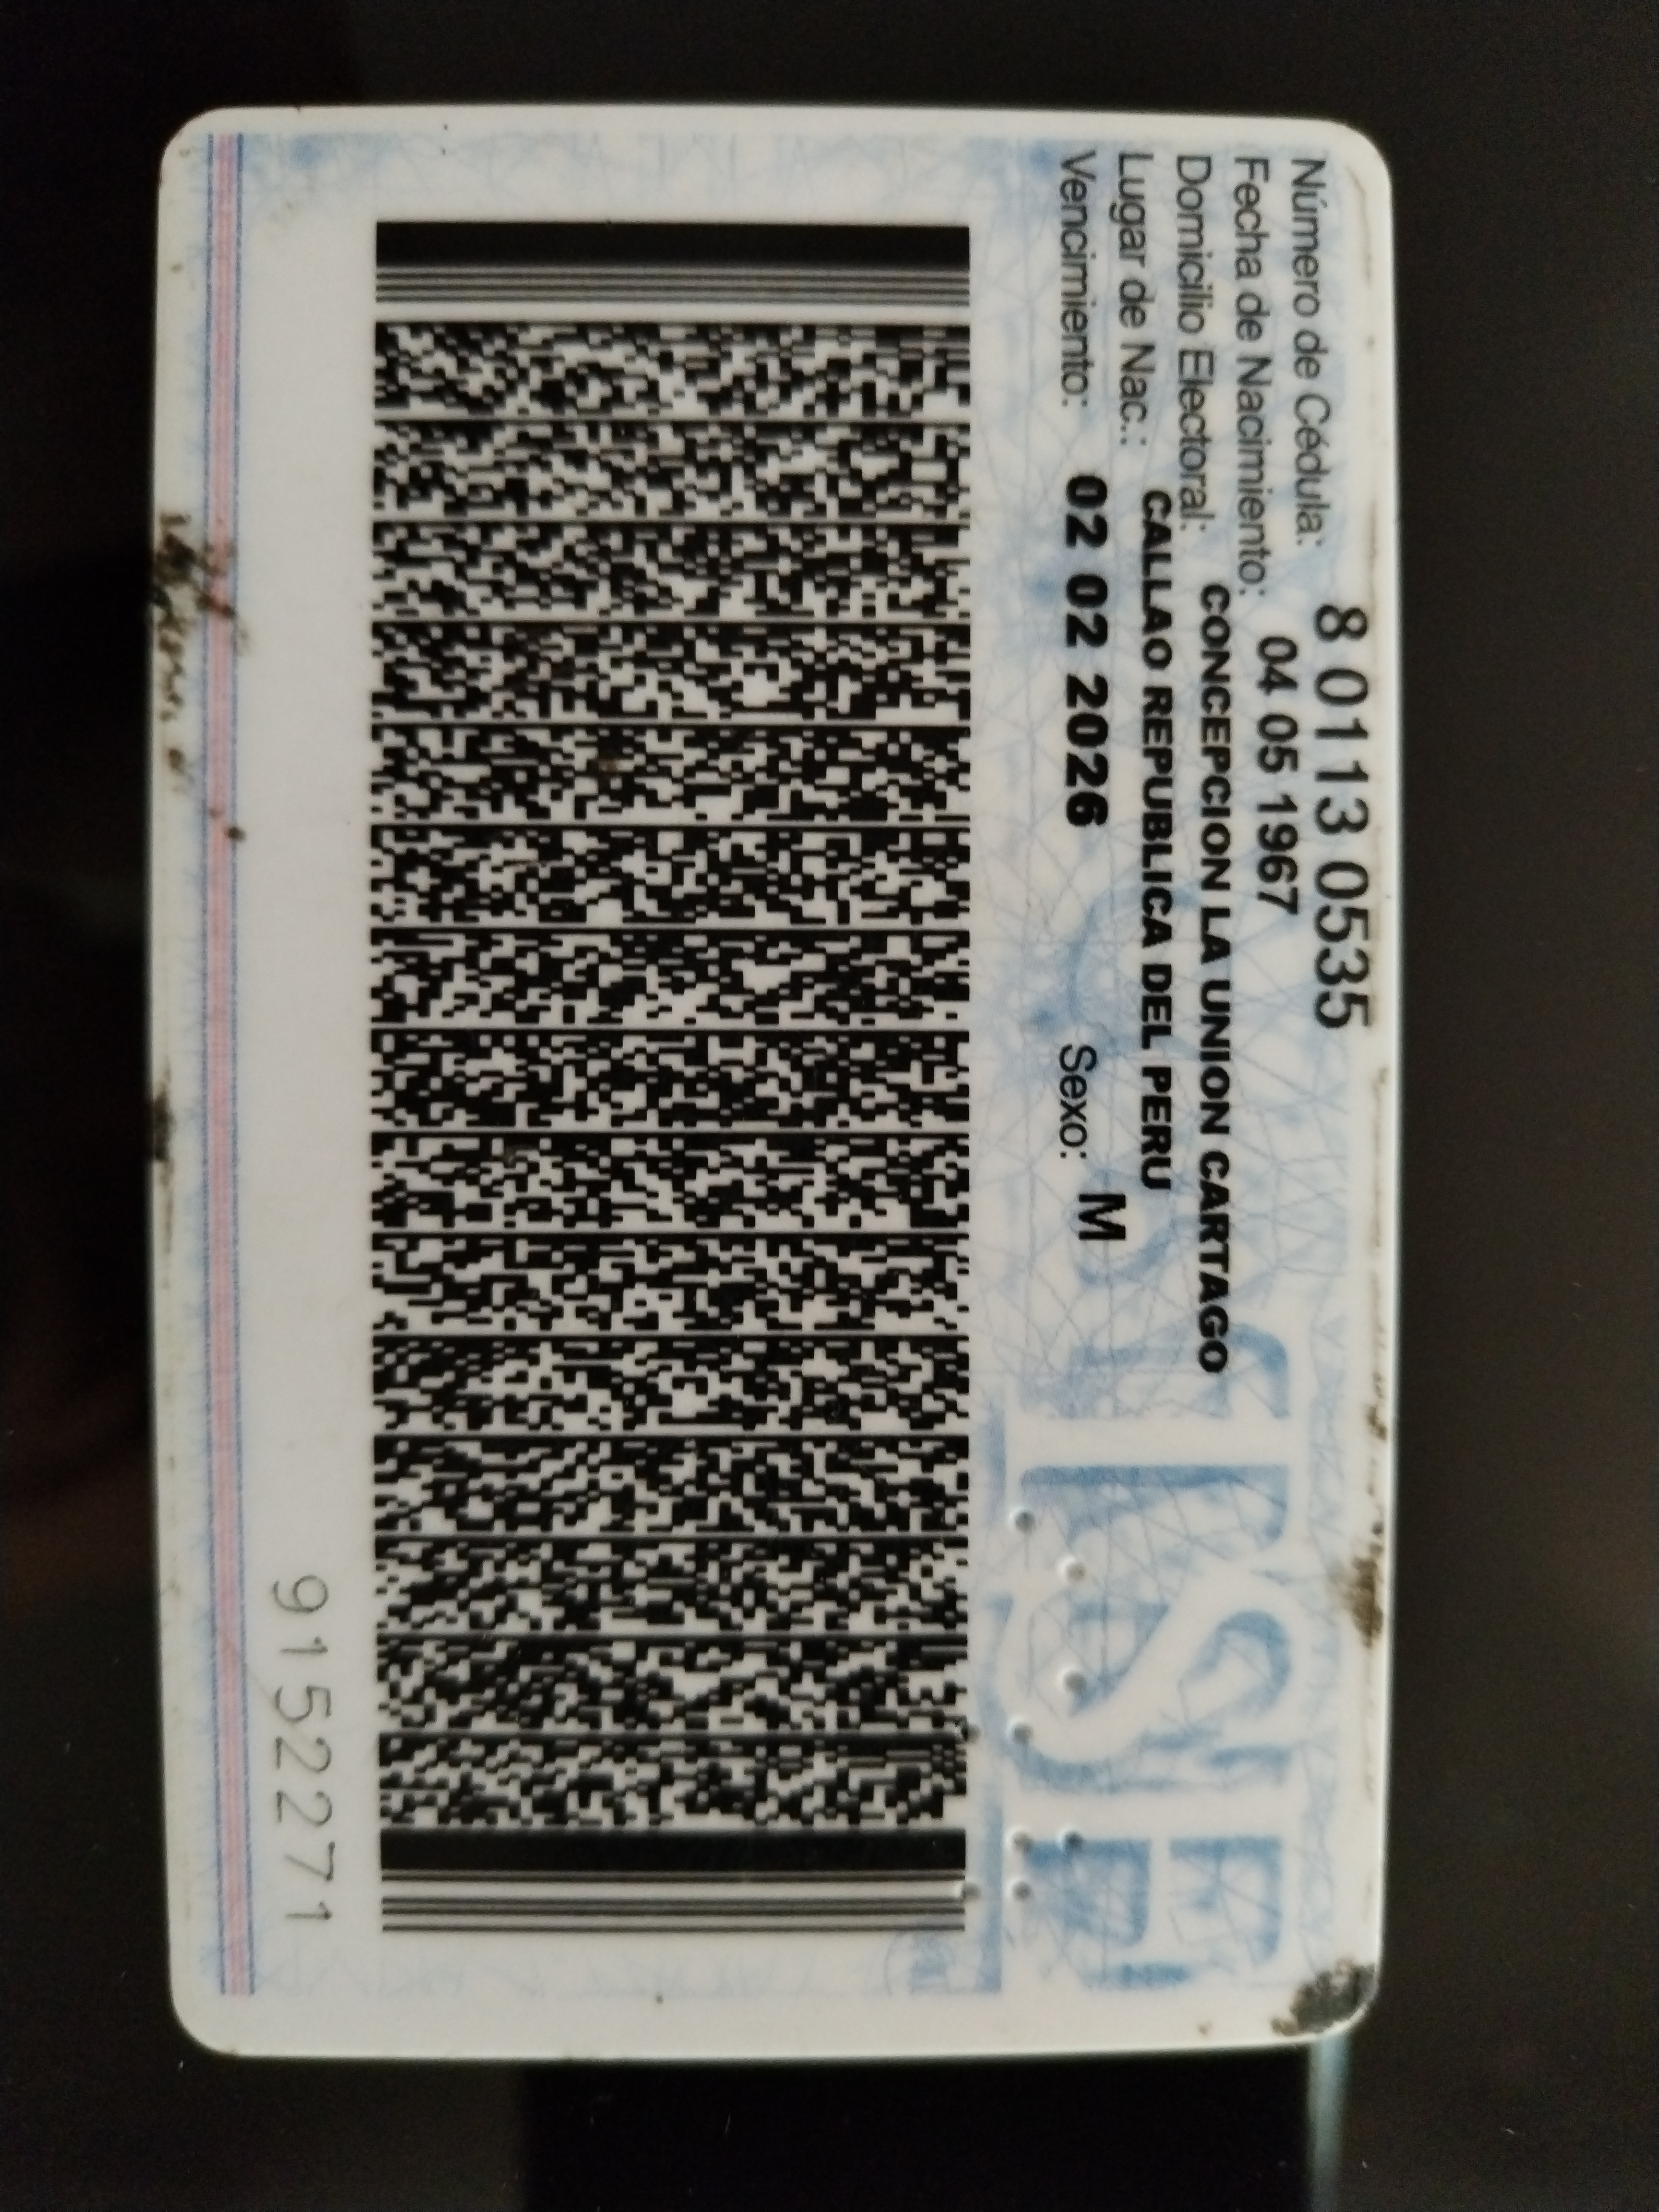 Número de Cédula: 8 0113 0535
Fecha de Nacimiento: 04 05 1967
Domicilio Electoral: CONCEPCION LA UNION CARTAGO
Lugar de Nac.: CALLAO REPUBLICA DEL PERU
Vencimiento: 02 02 2026 Sexo: M
TSE
9152271